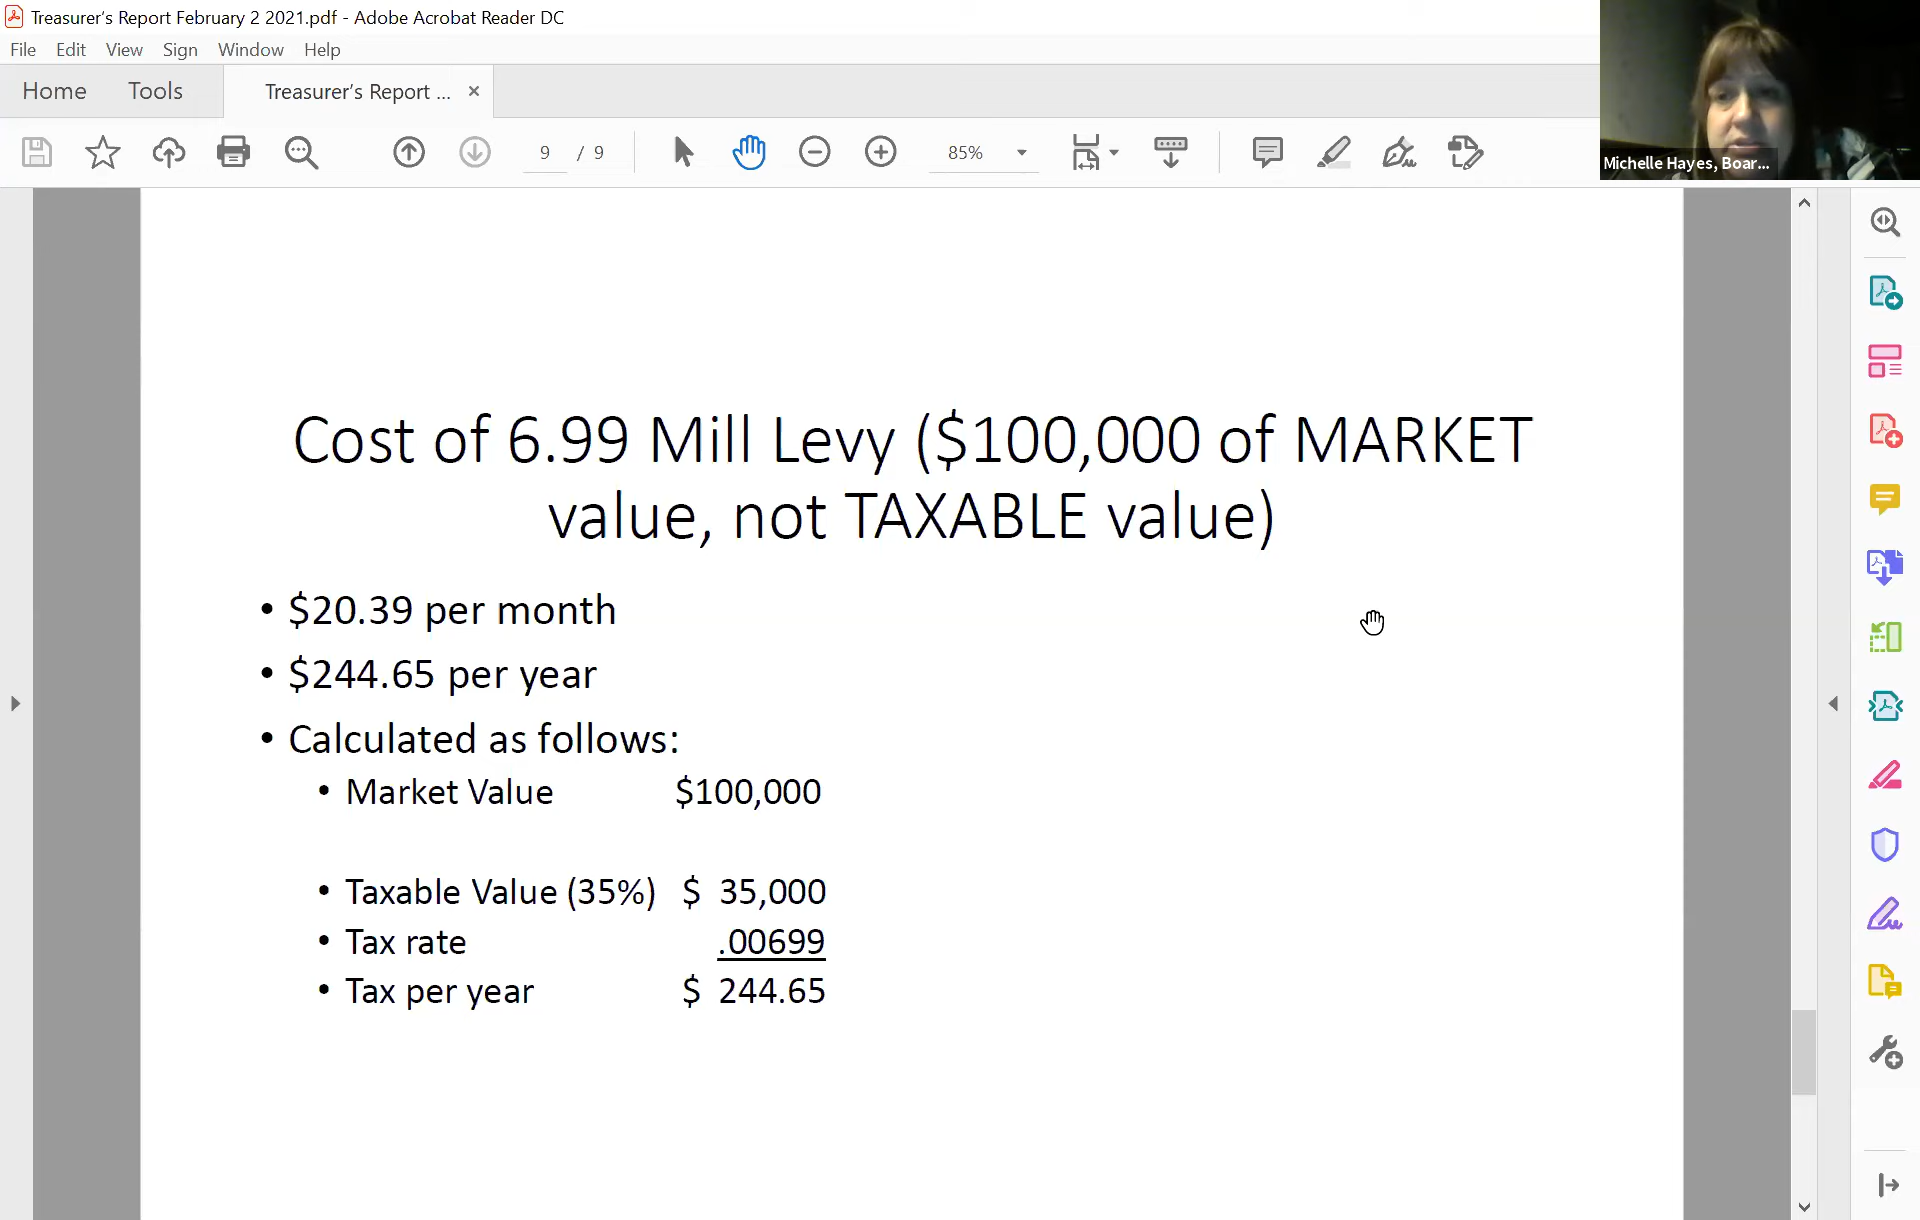 Treasurer's Report February 2 2021.pdf - Adobe Acrobat Reader DC
File Edit View Sign Window Help
Home Tools Treasurer's Report ... ×
9 / 9 85%
Michelle Hayes, Boar...
Cost of 6.99 Mill Levy ($100,000 of MARKET
value, not TAXABLE value)
• $20.39 per month
• $244.65 per year
• Calculated as follows:
• Market Value $100,000
• Taxable Value (35%) $ 35,000
• Tax rate .00699
• Tax per year $ 244.65